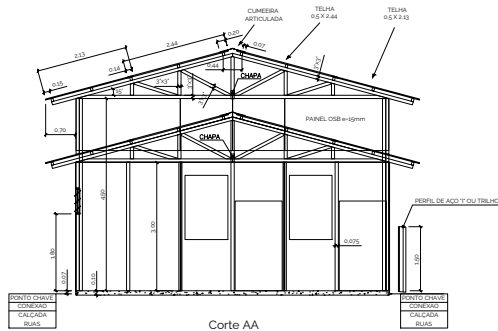 CUMEEIRA
ARTICULADA
TELHA
0,5 X 2.44
TELHA
0,5 X 2.13
2.13
2.44
0.20
0.07
0.15
0.14
0.44
3"x3"
3"x3"
3"x3"
CHAPA
0,70
PAINEL OSB e=15mm
CHAPA
4,50
3,00
1,80
0.07
0.10
0.075
PERFIL DE AÇO "I" OU TRILHO
1,50
PONTO CHAVE
CONEXAO
CALÇADA
RUAS
PONTO CHAVE
CONEXAO
CALÇADA
RUAS
Corte AA